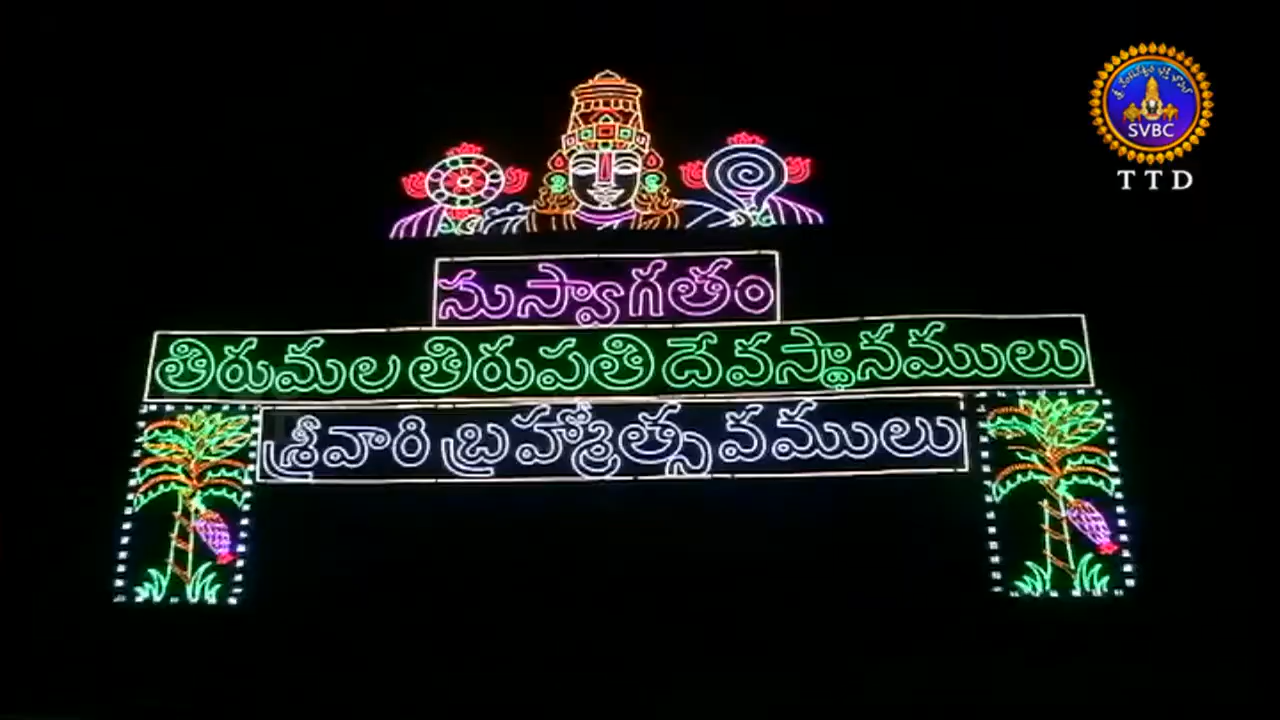 SVBC
TTD
సుస్వాగతం
తిరుమల తిరుపతి దేవస్థానములు
శ్రీవారి బ్రహ్మోత్సవములు